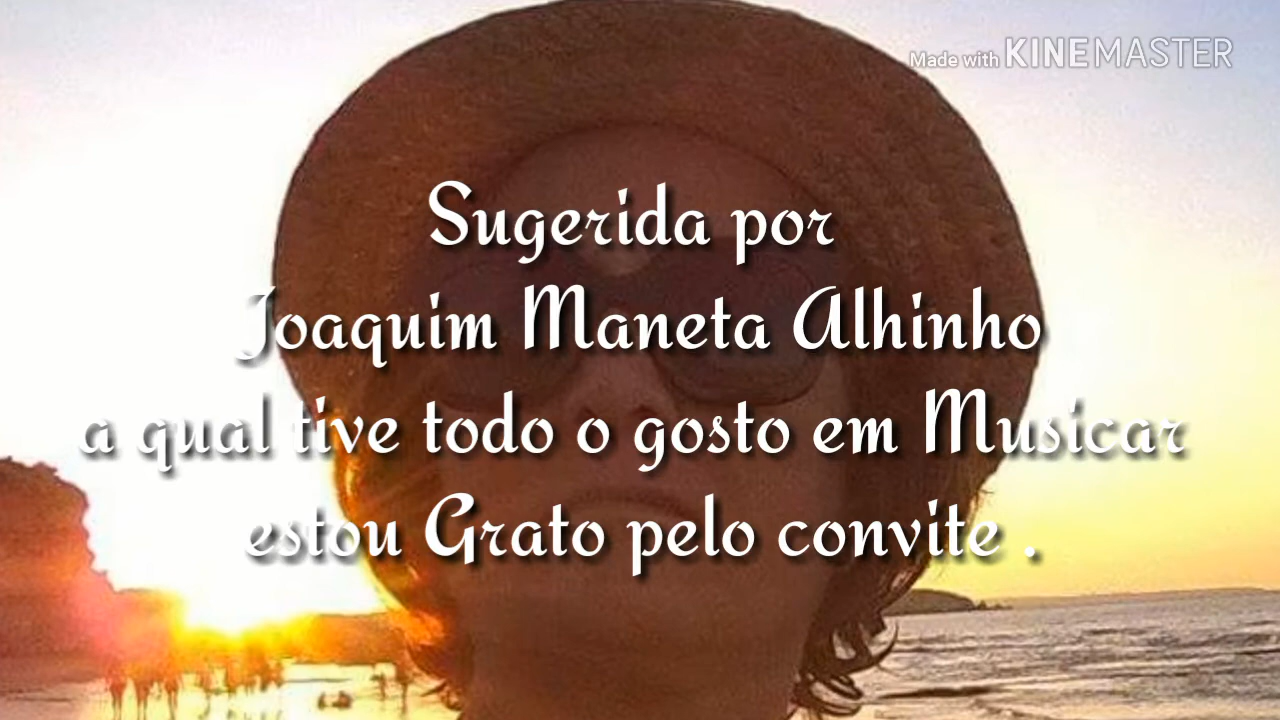 Made with KINEMASTER
Sugerida por
Joaquim Maneta Alhinho
a qual tive todo o gosto em Musicar
estou Grato pelo convite .